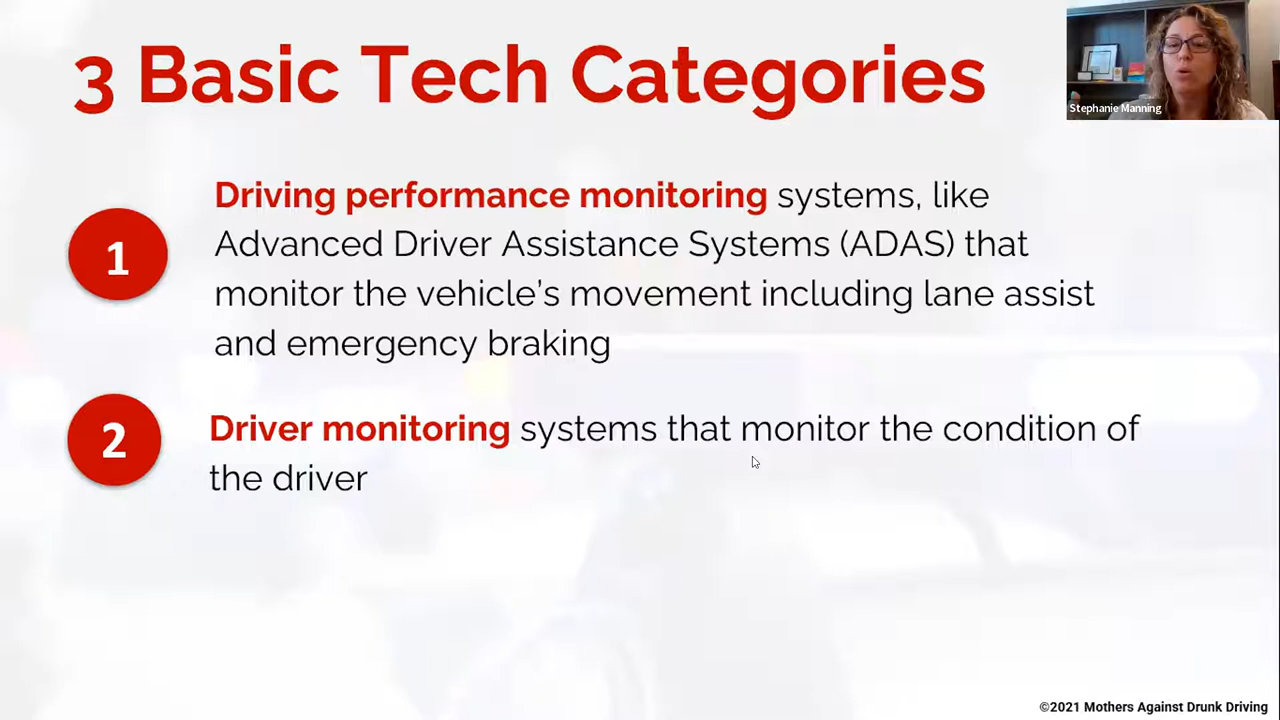 3 Basic Tech Categories
Stephanie Manning
1
Driving performance monitoring systems, like
Advanced Driver Assistance Systems (ADAS) that
monitor the vehicle's movement including lane assist
and emergency braking
2
Driver monitoring systems that monitor the condition of
the driver
©2021 Mothers Against Drunk Driving